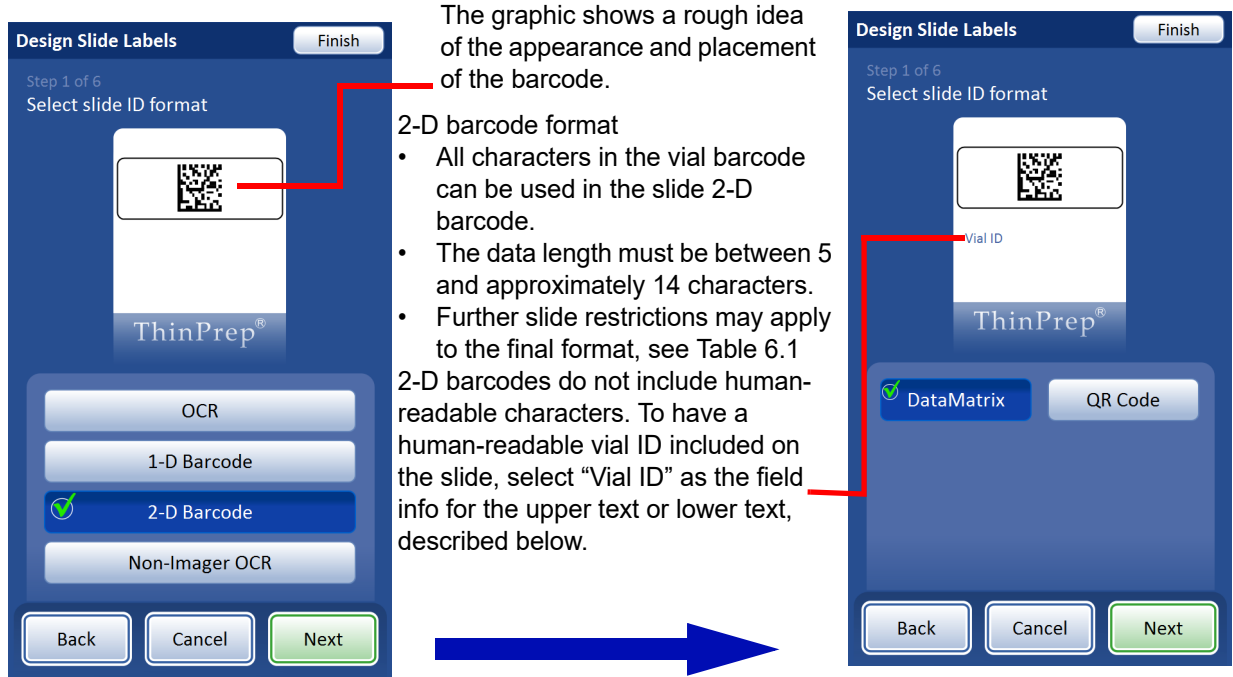 Design Slide Labels
Finish
Step 1 of 6
Select slide ID format
ThinPrep®
OCR
1-D Barcode
2-D Barcode
Non-Imager OCR
Back
Cancel
Next
The graphic shows a rough idea
of the appearance and placement
of the barcode.
2-D barcode format
• All characters in the vial barcode
can be used in the slide 2-D
barcode.
• The data length must be between 5
and approximately 14 characters.
• Further slide restrictions may apply
to the final format, see Table 6.1
2-D barcodes do not include human-
readable characters. To have a
human-readable vial ID included on
the slide, select “Vial ID” as the field
info for the upper text or lower text,
described below.
Design Slide Labels
Finish
Step 1 of 6
Select slide ID format
Vial ID
ThinPrep®
DataMatrix
QR Code
Back
Cancel
Next